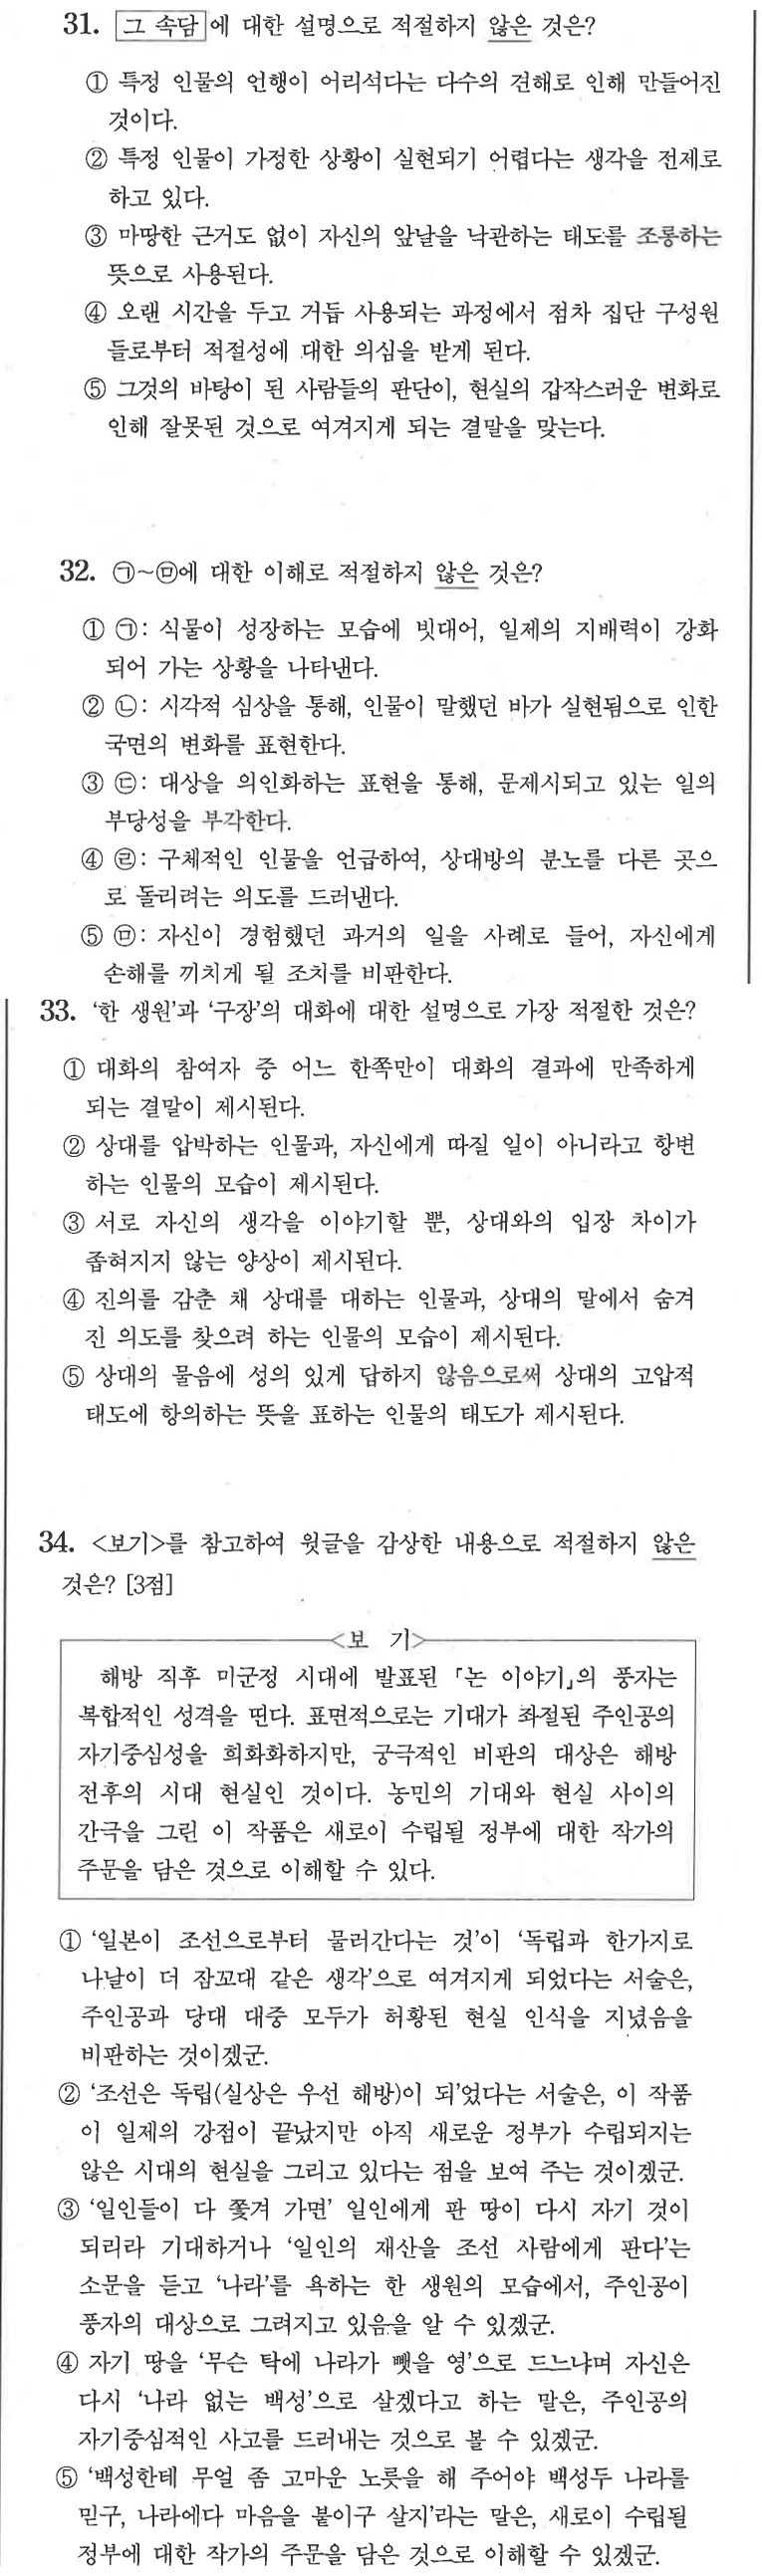 31. 그 속담에 대한 설명으로 적절하지 않은 것은?
① 특정 인물의 언행이 어리석다는 다수의 견해로 인해 만들어진
것이다.
② 특정 인물이 가정한 상황이 실현되기 어렵다는 생각을 전제로
하고 있다.
③ 마땅한 근거도 없이 자신의 앞날을 낙관하는 태도를 조롱하는
뜻으로 사용된다.
④ 오랜 시간을 두고 거듭 사용되는 과정에서 점차 집단 구성원
들로부터 적절성에 대한 의심을 받게 된다.
⑤ 그것의 바탕이 된 사람들의 판단이, 현실의 갑작스러운 변화로
인해 잘못된 것으로 여겨지게 되는 결말을 맞는다.
32. ㉠~㉤에 대한 이해로 적절하지 않은 것은?
① ㉠: 식물이 성장하는 모습에 빗대어, 일제의 지배력이 강화
되어 가는 상황을 나타낸다.
② ㉡: 시각적 심상을 통해, 인물이 말했던 바가 실현됨으로 인한
국면의 변화를 표현한다.
③ ㉢: 대상을 의인화하는 표현을 통해, 문제시되고 있는 일의
부당성을 부각한다.
④ ㉣: 구체적인 인물을 언급하여, 상대방의 분노를 다른 곳으
로 돌리려는 의도를 드러낸다.
⑤ ㉤: 자신이 경험했던 과거의 일을 사례로 들어, 자신에게
손해를 끼치게 될 조치를 비판한다.
33. ‘한 생원’과 ‘구장’의 대화에 대한 설명으로 가장 적절한 것은?
① 대화의 참여자 중 어느 한쪽만이 대화의 결과에 만족하게
되는 결말이 제시된다.
② 상대를 압박하는 인물과, 자신에게 따질 일이 아니라고 항변
하는 인물의 모습이 제시된다.
③ 서로 자신의 생각을 이야기할 뿐, 상대와의 입장 차이가
좁혀지지 않는 양상이 제시된다.
④ 진의를 감춘 채 상대를 대하는 인물과, 상대의 말에서 숨겨
진 의도를 찾으려 하는 인물의 모습이 제시된다.
⑤ 상대의 물음에 성의 있게 답하지 않음으로써 상대의 고압적
태도에 항의하는 뜻을 표하는 인물의 태도가 제시된다.
34. <보기>를 참고하여 윗글을 감상한 내용으로 적절하지 않은
것은? [3점]
<보 기>
해방 직후 미군정 시대에 발표된 「논 이야기」의 풍자는
복합적인 성격을 띤다. 표면적으로는 기대가 좌절된 주인공의
자기중심성을 희화화하지만, 궁극적인 비판의 대상은 해방
전후의 시대 현실인 것이다. 농민의 기대와 현실 사이의
간극을 그린 이 작품은 새로이 수립될 정부에 대한 작가의
주문을 담은 것으로 이해할 수 있다.
① ‘일본이 조선으로부터 물러간다는 것’이 ‘독립과 한가지로
나날이 더 잠꼬대 같은 생각’으로 여겨지게 되었다는 서술은,
주인공과 당대 대중 모두가 허황된 현실 인식을 지녔음을
비판하는 것이겠군.
② ‘조선은 독립(실상은 우선 해방)이 되’었다는 서술은, 이 작품
이 일제의 강점이 끝났지만 아직 새로운 정부가 수립되지는
않은 시대의 현실을 그리고 있다는 점을 보여 주는 것이겠군.
③ ‘일인들이 다 쫓겨 가면’ 일인에게 판 땅이 다시 자기 것이
되리라 기대하거나 ‘일인의 재산을 조선 사람에게 판다’는
소문을 듣고 ‘나라’를 욕하는 한 생원의 모습에서, 주인공이
풍자의 대상으로 그려지고 있음을 알 수 있겠군.
④ 자기 땅을 ‘무슨 탁에 나라가 뺏을 영’으로 드느냐며 자신은
다시 ‘나라 없는 백성’으로 살겠다고 하는 말은, 주인공의
자기중심적인 사고를 드러내는 것으로 볼 수 있겠군.
⑤ ‘백성한테 무얼 좀 고마운 노릇을 해 주어야 백성두 나라를
믿구, 나라에다 마음을 붙이구 살지’라는 말은, 새로이 수립될
정부에 대한 작가의 주문을 담은 것으로 이해할 수 있겠군.